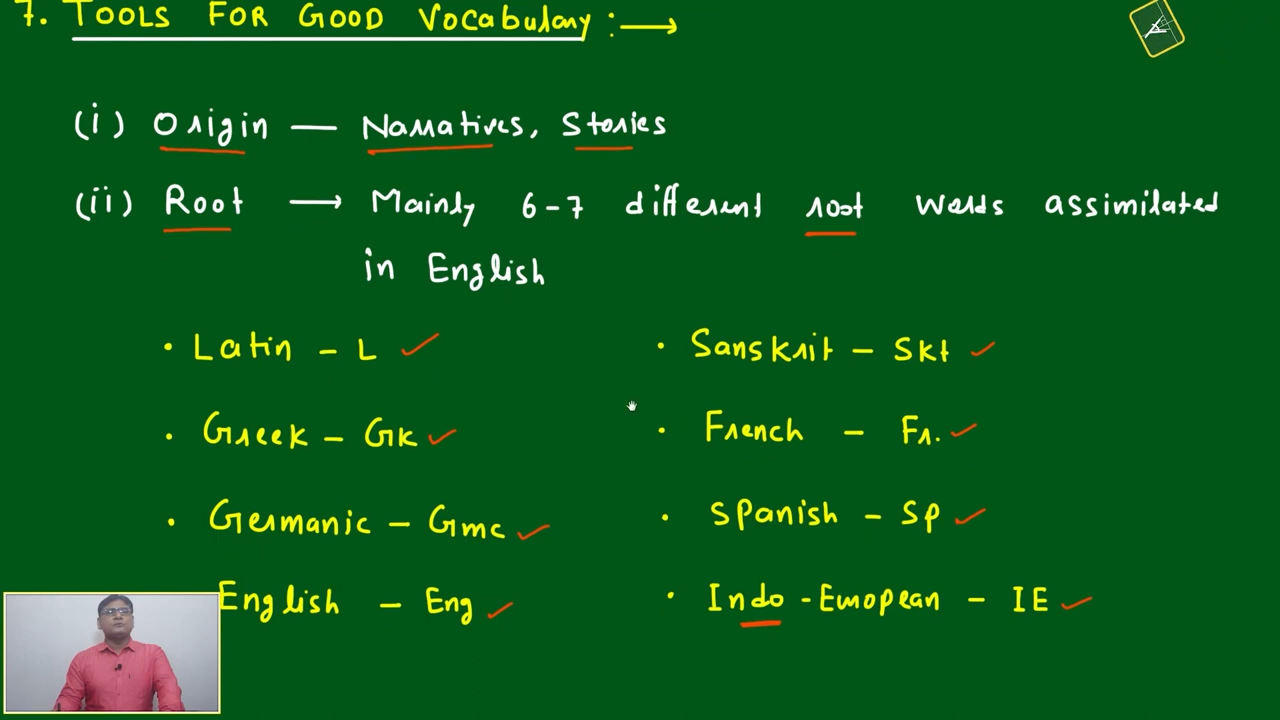 7. TOOLS FOR GOOD Vocabulary :→
(i) Origin — Narratives, Stories
(ii) Root → Mainly 6-7 different root words assimilated
in English
• Latin - L ✓
• Sanskrit - Skt ✓
• Greek - GK ✓
• French - Fr. ✓
• Germanic - Gmc ✓
• Spanish - Sp ✓
English - Eng ✓
• Indo-European - IE ✓